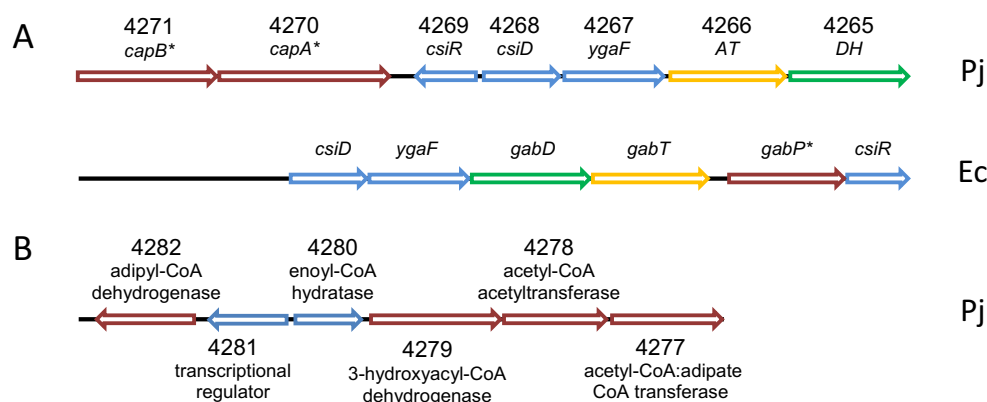 A
4271 4270 4269 4268 4267 4266 4265
capB* capA* csiR csiD ygaF AT DH
Pj
csiD ygaF gabD gabT gabP* csiR
Ec
B
4282 4280 4278
adipyl-CoA enoyl-CoA acetyl-CoA
dehydrogenase hydratase acetyltransferase
Pj
4281 4279 4277
transcriptional 3-hydroxyacyl-CoA acetyl-CoA:adipate
regulator dehydrogenase CoA transferase